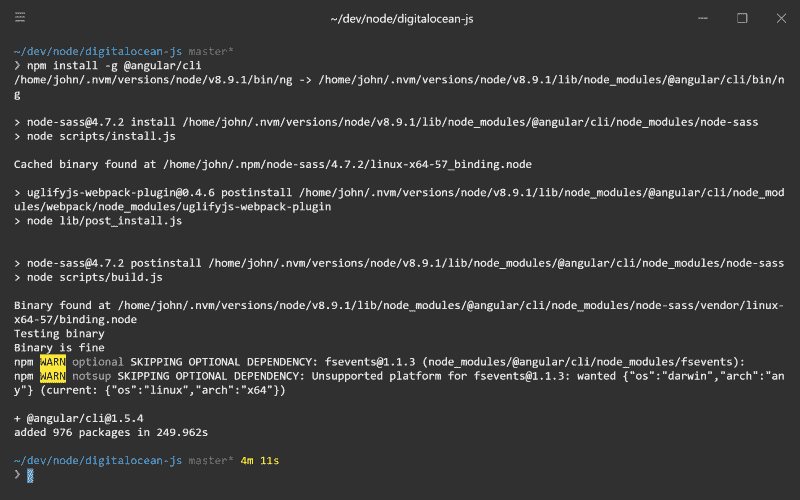 ~/dev/node/digitalocean-js
~/dev/node/digitalocean-js master*
❯ npm install -g @angular/cli
/home/john/.nvm/versions/node/v8.9.1/bin/ng -> /home/john/.nvm/versions/node/v8.9.1/lib/node_modules/@angular/cli/bin/n
g
> node-sass@4.7.2 install /home/john/.nvm/versions/node/v8.9.1/lib/node_modules/@angular/cli/node_modules/node-sass
> node scripts/install.js
Cached binary found at /home/john/.npm/node-sass/4.7.2/linux-x64-57_binding.node
> uglifyjs-webpack-plugin@0.4.6 postinstall /home/john/.nvm/versions/node/v8.9.1/lib/node_modules/@angular/cli/node_mod
ules/webpack/node_modules/uglifyjs-webpack-plugin
> node lib/post_install.js
> node-sass@4.7.2 postinstall /home/john/.nvm/versions/node/v8.9.1/lib/node_modules/@angular/cli/node_modules/node-sass
> node scripts/build.js
Binary found at /home/john/.nvm/versions/node/v8.9.1/lib/node_modules/@angular/cli/node_modules/node-sass/vendor/linux-
x64-57/binding.node
Testing binary
Binary is fine
npm WARN optional SKIPPING OPTIONAL DEPENDENCY: fsevents@1.1.3 (node_modules/@angular/cli/node_modules/fsevents):
npm WARN notsup SKIPPING OPTIONAL DEPENDENCY: Unsupported platform for fsevents@1.1.3: wanted {"os":"darwin","arch":"an
y"} (current: {"os":"linux","arch":"x64"})
+ @angular/cli@1.5.4
added 976 packages in 249.962s
~/dev/node/digitalocean-js master* 4m 11s
❯